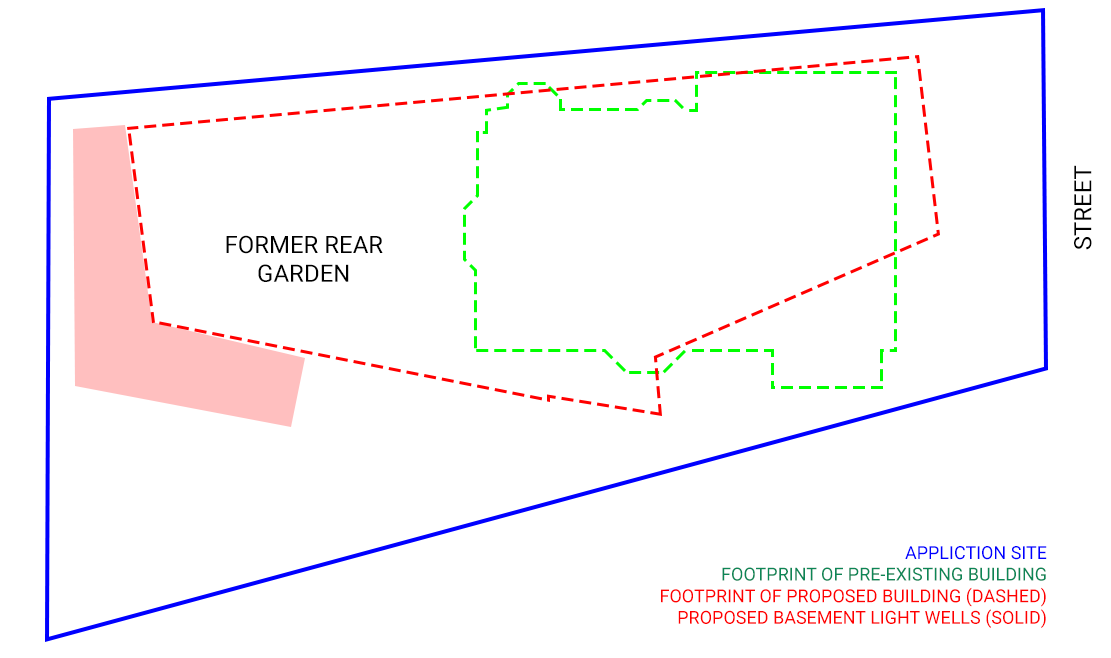 FORMER REAR
GARDEN
STREET
APPLICTION SITE
FOOTPRINT OF PRE-EXISTING BUILDING
FOOTPRINT OF PROPOSED BUILDING (DASHED)
PROPOSED BASEMENT LIGHT WELLS (SOLID)